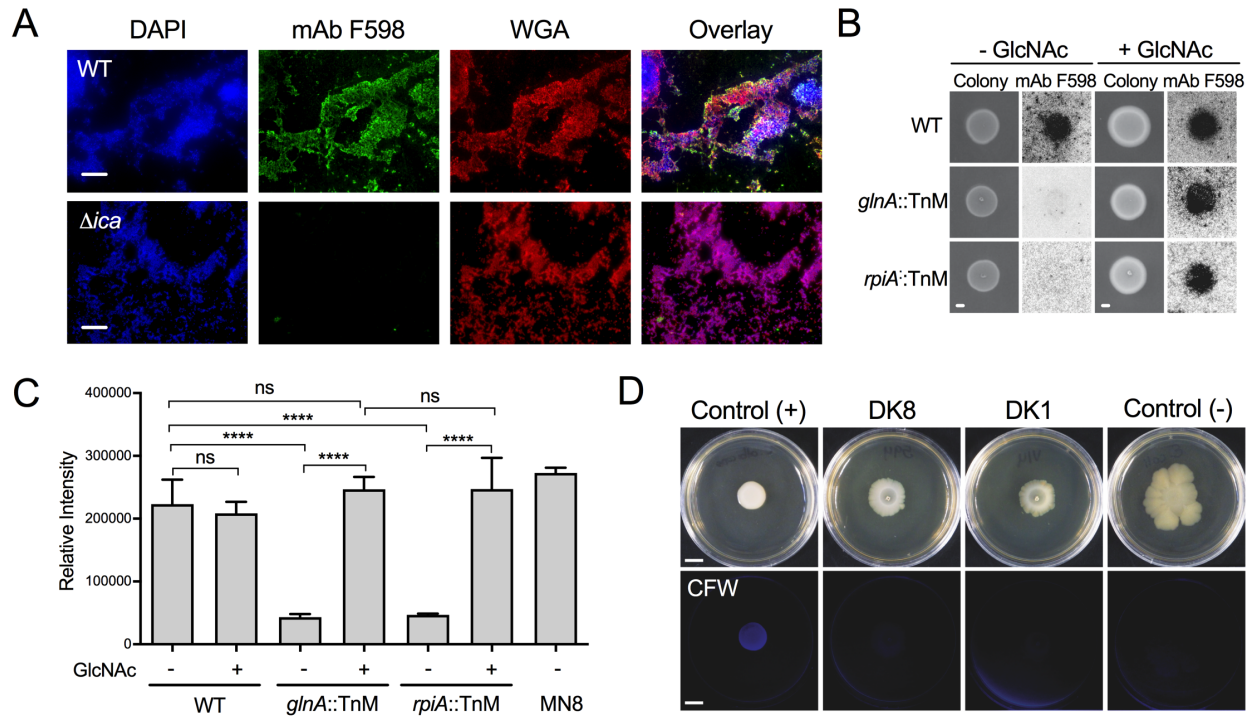 A
DAPI
mAb F598
WGA
Overlay
WT
Δica
B
- GlcNAc
+ GlcNAc
Colony mAb F598 Colony mAb F598
WT
glnA::TnM
rpiA::TnM
C
Relative Intensity
400000
300000
200000
100000
0
ns
ns
****
****
****
****
ns
GlcNAc - + - + - + -
WT glnA::TnM rpiA::TnM MN8
D
Control (+)
DK8
DK1
Control (-)
CFW